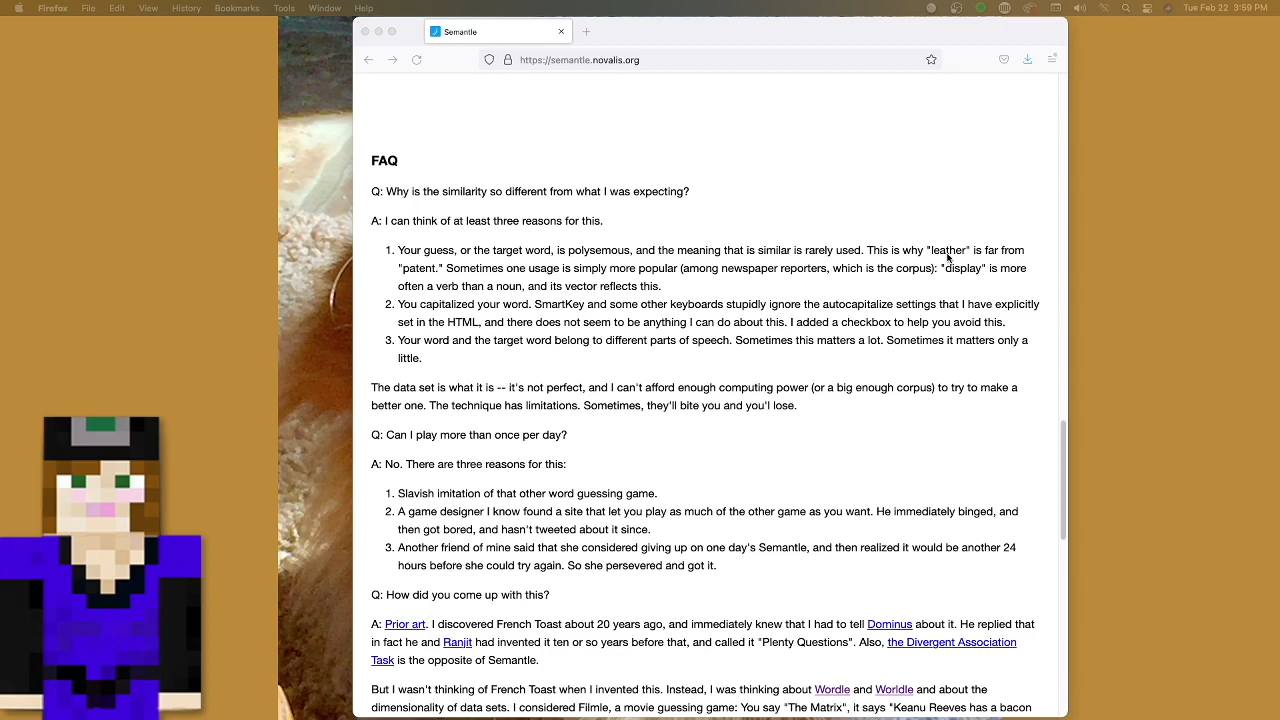 Firefox File Edit View History Bookmarks Tools Window Help
Tue Feb 22 3:59 PM
Semantle
https://semantle.novalis.org
FAQ
Q: Why is the similarity so different from what I was expecting?
A: I can think of at least three reasons for this.
1. Your guess, or the target word, is polysemous, and the meaning that is similar is rarely used. This is why "leather" is far from
"patent." Sometimes one usage is simply more popular (among newspaper reporters, which is the corpus): "display" is more
often a verb than a noun, and its vector reflects this.
2. You capitalized your word. SmartKey and some other keyboards stupidly ignore the autocapitalize settings that I have explicitly
set in the HTML, and there does not seem to be anything I can do about this. I added a checkbox to help you avoid this.
3. Your word and the target word belong to different parts of speech. Sometimes this matters a lot. Sometimes it matters only a
little.
The data set is what it is -- it's not perfect, and I can't afford enough computing power (or a big enough corpus) to try to make a
better one. The technique has limitations. Sometimes, they'll bite you and you'l lose.
Q: Can I play more than once per day?
A: No. There are three reasons for this:
1. Slavish imitation of that other word guessing game.
2. A game designer I know found a site that let you play as much of the other game as you want. He immediately binged, and
then got bored, and hasn't tweeted about it since.
3. Another friend of mine said that she considered giving up on one day's Semantle, and then realized it would be another 24
hours before she could try again. So she persevered and got it.
Q: How did you come up with this?
A: Prior art. I discovered French Toast about 20 years ago, and immediately knew that I had to tell Dominus about it. He replied that
in fact he and Ranjit had invented it ten or so years before that, and called it "Plenty Questions". Also, the Divergent Association
Task is the opposite of Semantle.
But I wasn't thinking of French Toast when I invented this. Instead, I was thinking about Wordle and Worldle and about the
dimensionality of data sets. I considered Filmle, a movie guessing game: You say "The Matrix", it says "Keanu Reeves has a bacon